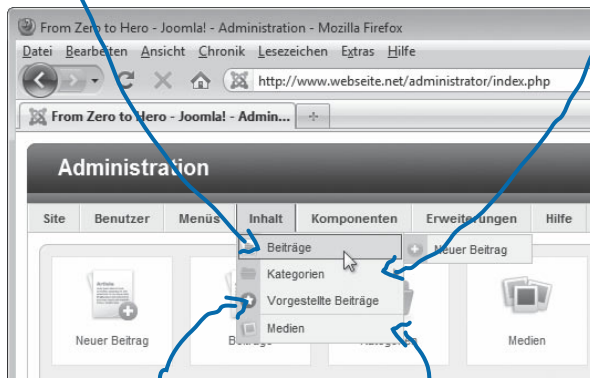 From Zero to Hero - Joomla! - Administration - Mozilla Firefox
Datei Bearbeiten Ansicht Chronik Lesezeichen Extras Hilfe
http://www.webseite.net/administrator/index.php
From Zero to Hero - Joomla! - Admin...
Administration
Site Benutzer Menüs Inhalt Komponenten Erweiterungen Hilfe
Beiträge Neuer Beitrag
Kategorien
Vorgestellte Beiträge
Medien
Neuer Beitrag Beiträge Kategorien Medien